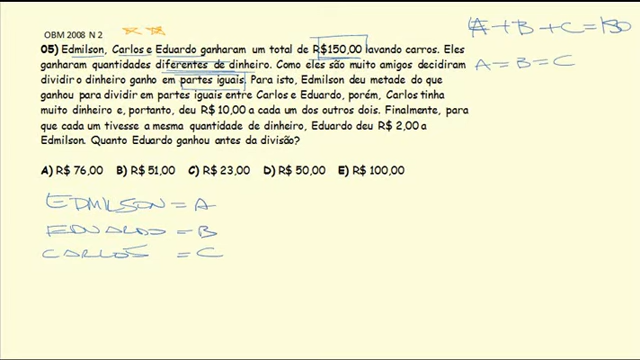 OBM 2008 N 2
05) Edmilson, Carlos e Eduardo ganharam um total de R$150,00 lavando carros. Eles
ganharam quantidades diferentes de dinheiro. Como eles são muito amigos decidiram
dividir o dinheiro ganho em partes iguais. Para isto, Edmilson deu metade do que
ganhou para dividir em partes iguais entre Carlos e Eduardo, porém, Carlos tinha
muito dinheiro e, portanto, deu R$ 10,00 a cada um dos outros dois. Finalmente, para
que cada um tivesse a mesma quantidade de dinheiro, Eduardo deu R$ 2,00 a
Edmilson. Quanto Eduardo ganhou antes da divisão?
A) R$ 76,00 B) R$ 51,00 C) R$ 23,00 D) R$ 50,00 E) R$ 100,00
A + B + C = 150
A = B = C
EDMILSON = A
EDUARDO = B
CARLOS = C